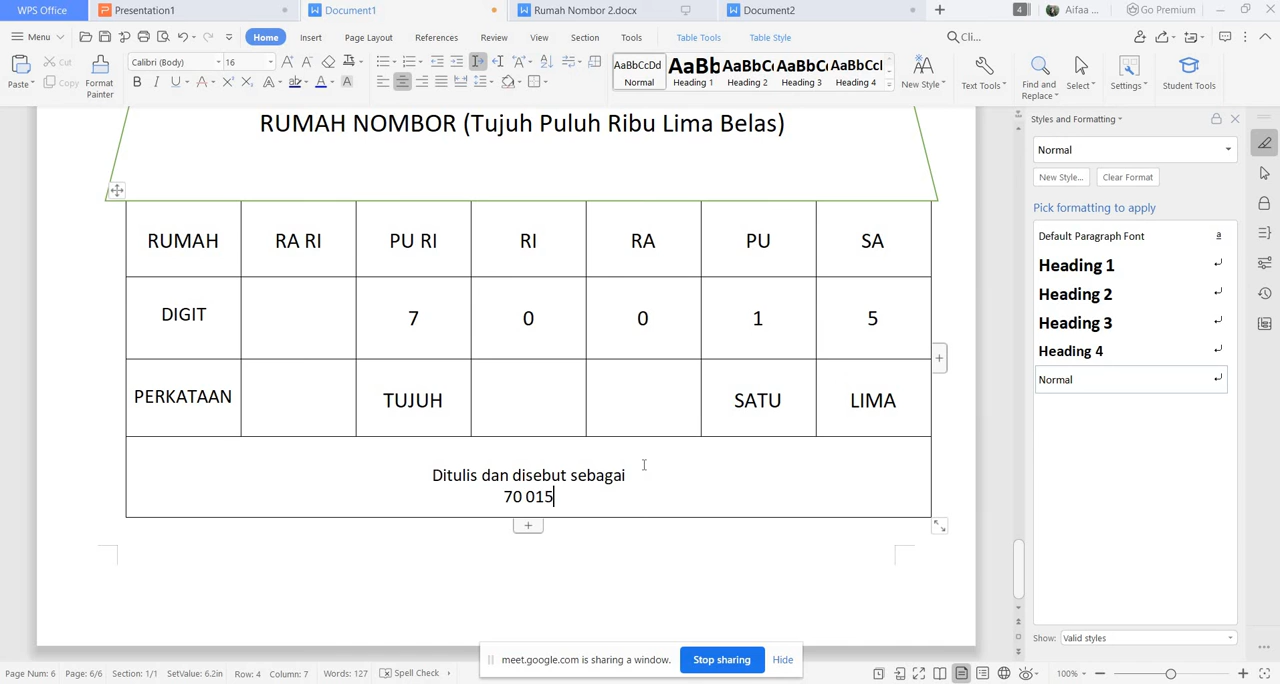 WPS Office
Presentation1
Document1
Rumah Nombor 2.docx
Document2
4
Aifaa ...
Go Premium
Menu
Home
Insert
Page Layout
References
Review
View
Section
Tools
Table Tools
Table Style
Cli...
Paste
Cut
Copy
Format
Painter
Calibri (Body)
16
AaBbCcDd
Normal
AaBb
Heading 1
AaBbC
Heading 2
AaBbC
Heading 3
AaBbCcI
Heading 4
New Style
Text Tools
Find and
Replace
Select
Settings
Student Tools
RUMAH NOMBOR (Tujuh Puluh Ribu Lima Belas)
RUMAH RA RI PU RI RI RA PU SA
DIGIT 7 0 0 1 5
PERKATAAN TUJUH SATU LIMA
Ditulis dan disebut sebagai
70 015
Styles and Formatting
Normal
New Style...
Clear Format
Pick formatting to apply
Default Paragraph Font a
Heading 1
Heading 2
Heading 3
Heading 4
Normal
Show: Valid styles
meet.google.com is sharing a window.
Stop sharing
Hide
Page Num: 6 Page: 6/6 Section: 1/1 SetValue: 6.2in Row: 4 Column: 7 Words: 127 Spell Check
100%